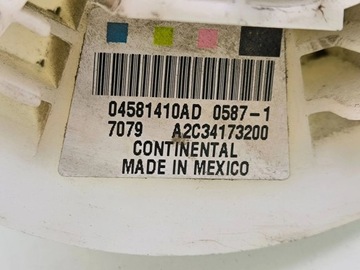 04581410AD 0587-1
7079 A2C34173200
CONTINENTAL
MADE IN MEXICO